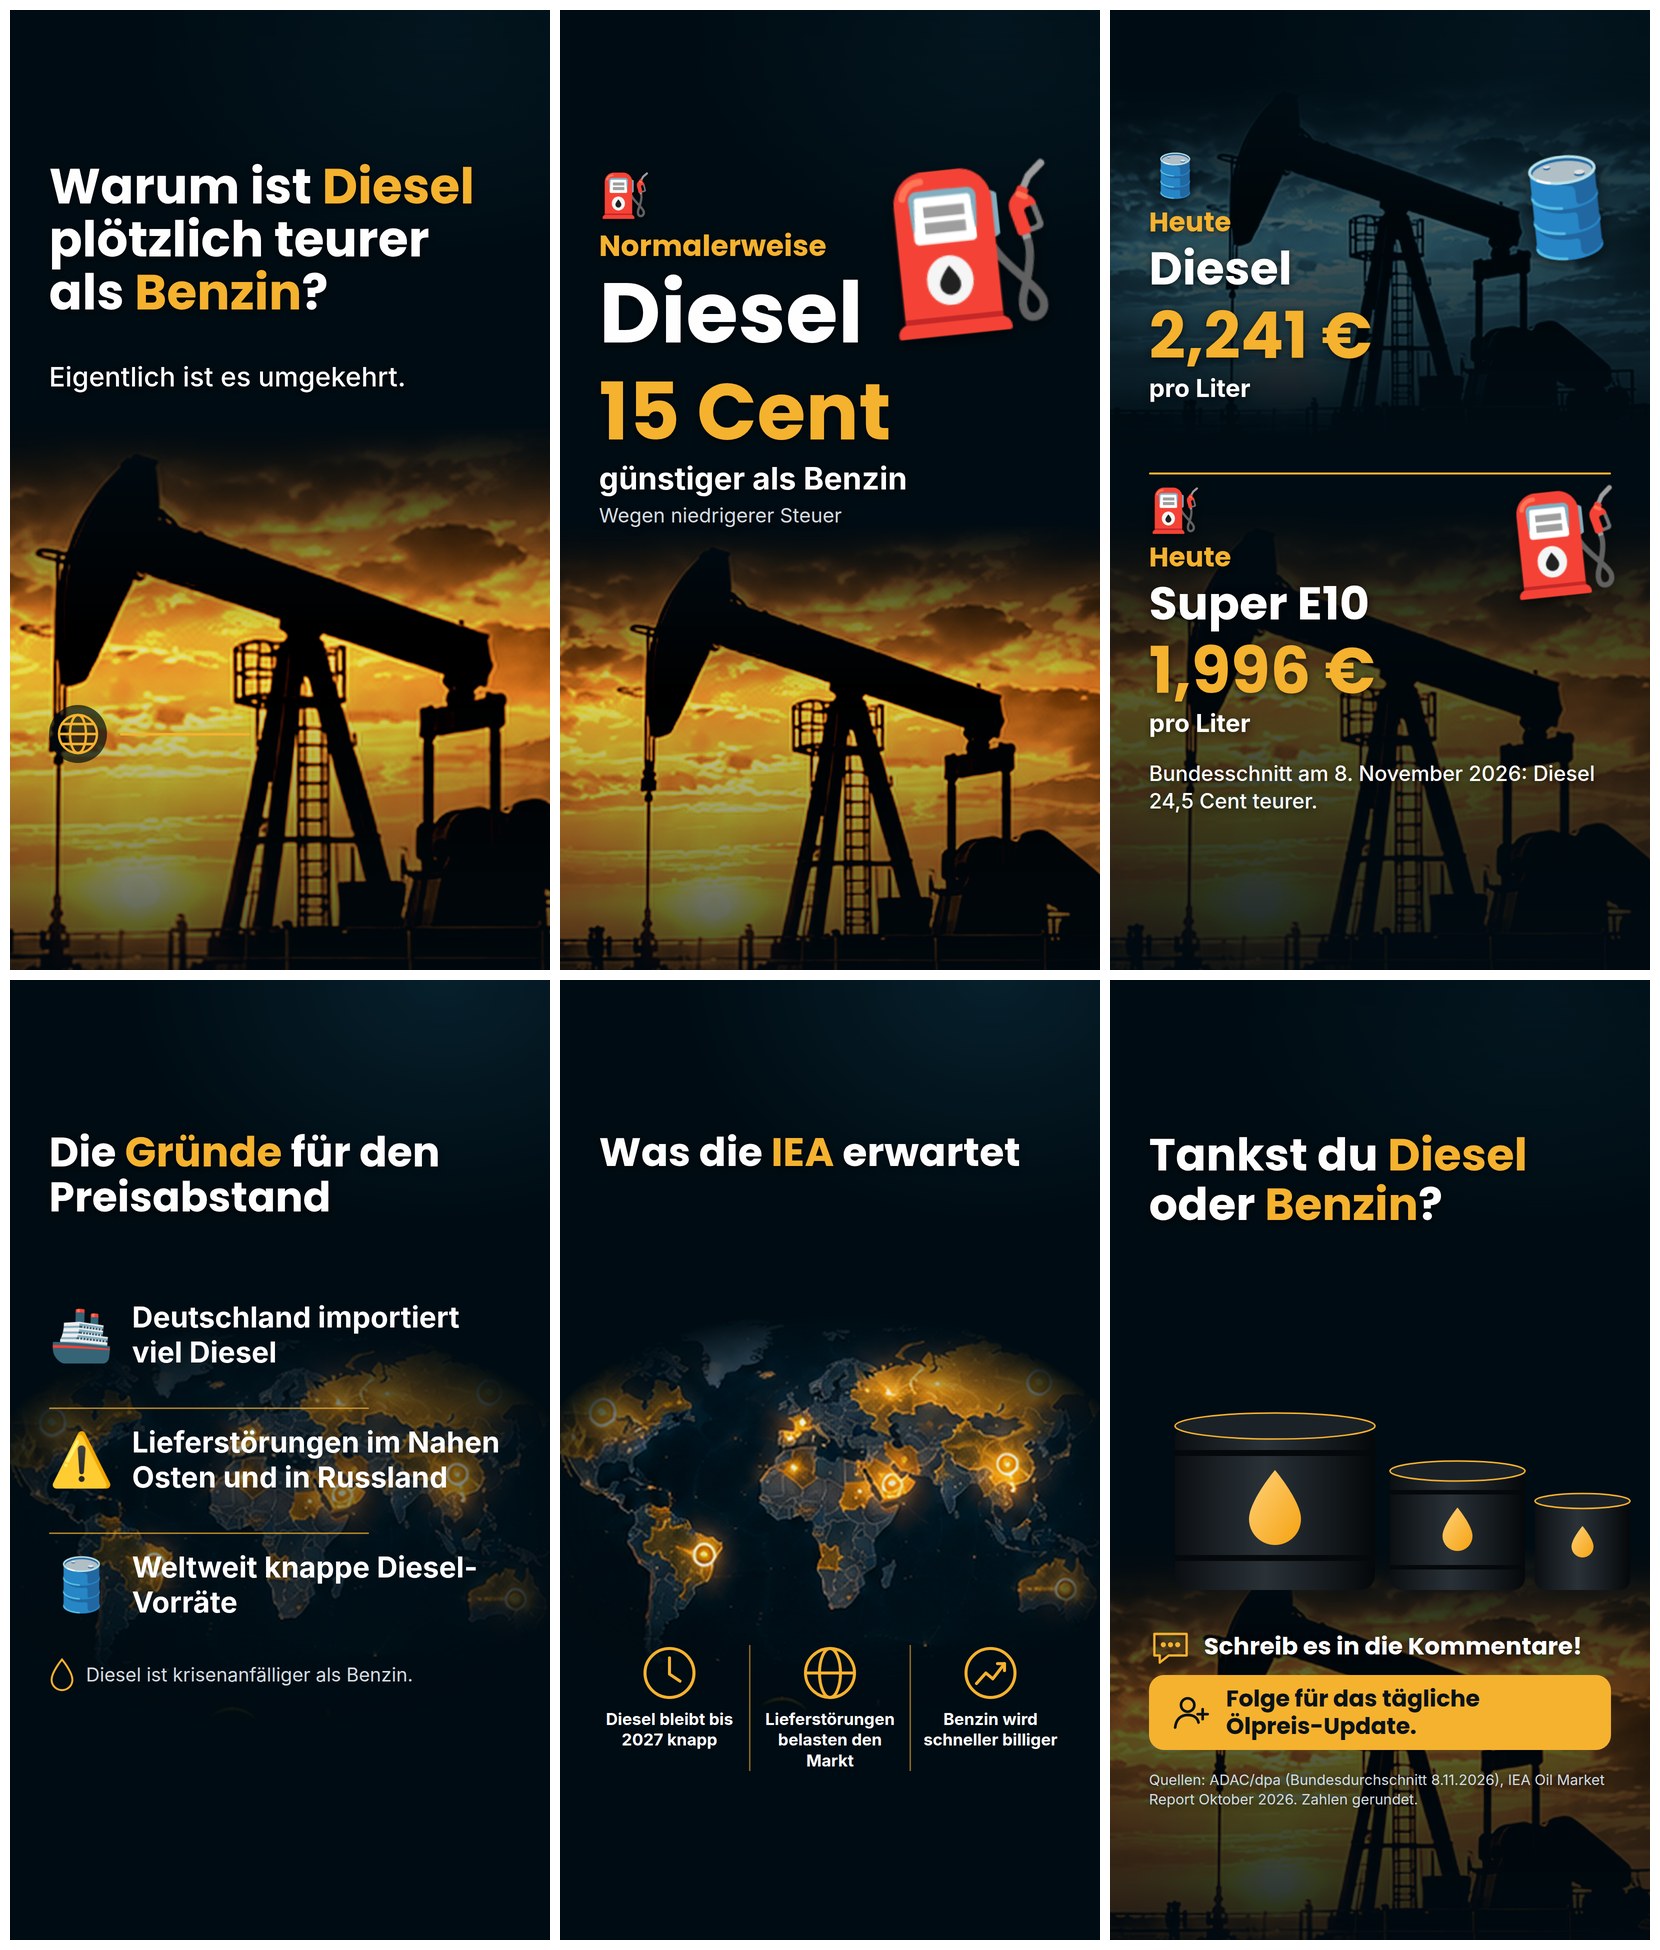 Warum ist Diesel
plötzlich teurer
als Benzin?
Eigentlich ist es umgekehrt.
Normalerweise
Diesel
15 Cent
günstiger als Benzin
Wegen niedrigerer Steuer
Heute
Diesel
2,241 €
pro Liter
Heute
Super E10
1,996 €
pro Liter
Bundesschnitt am 8. November 2026: Diesel
24,5 Cent teurer.
Die Gründe für den
Preisabstand
Deutschland importiert
viel Diesel
Lieferstörungen im Nahen
Osten und in Russland
Weltweit knappe Diesel-
Vorräte
Diesel ist krisenanfälliger als Benzin.
Was die IEA erwartet
Diesel bleibt bis
2027 knapp
Lieferstörungen
belasten den
Markt
Benzin wird
schneller billiger
Tankst du Diesel
oder Benzin?
Schreib es in die Kommentare!
Folge für das tägliche
Ölpreis-Update.
Quellen: ADAC/dpa (Bundesdurchschnitt 8.11.2026), IEA Oil Market
Report Oktober 2026. Zahlen gerundet.